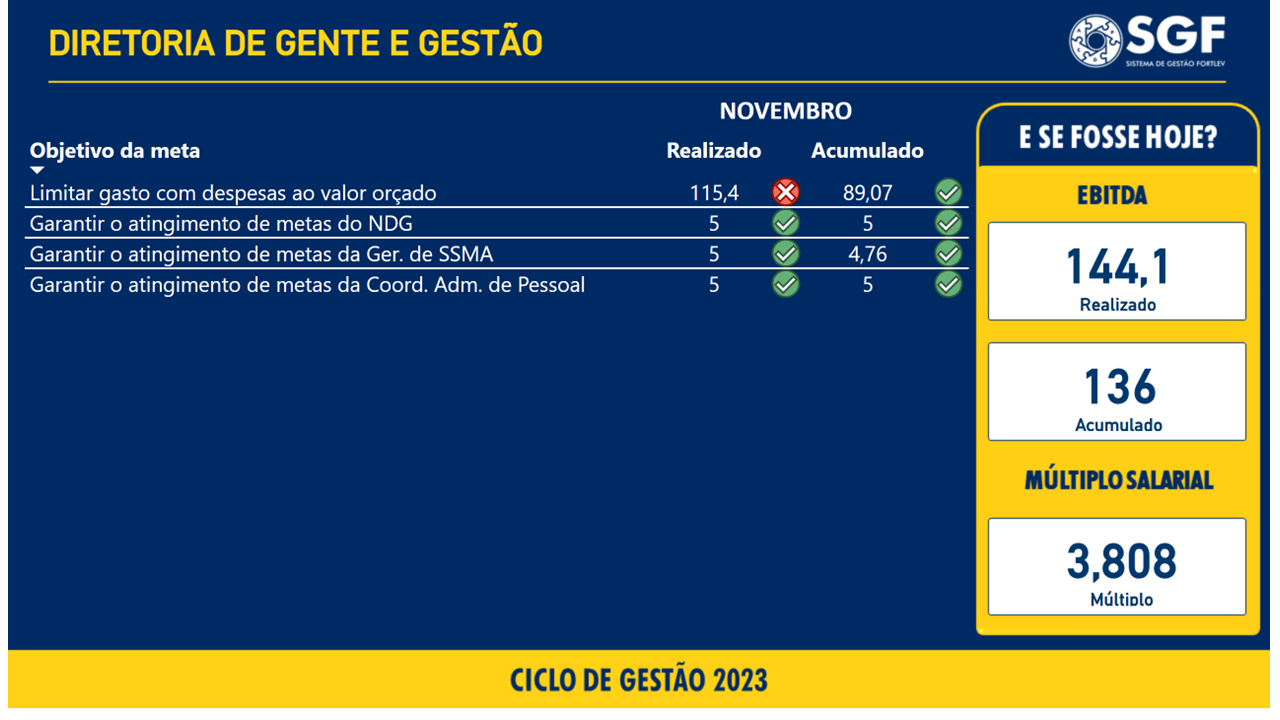 DIRETORIA DE GENTE E GESTÃO
SGF
SISTEMA DE GESTÃO FORTLEV
NOVEMBRO
Objetivo da meta Realizado Acumulado
Limitar gasto com despesas ao valor orçado 115,4 89,07
Garantir o atingimento de metas do NDG 5 5
Garantir o atingimento de metas da Ger. de SSMA 5 4,76
Garantir o atingimento de metas da Coord. Adm. de Pessoal 5 5
E SE FOSSE HOJE?
EBITDA
144,1
Realizado
136
Acumulado
MÚLTIPLO SALARIAL
3,808
Múltiplo
CICLO DE GESTÃO 2023